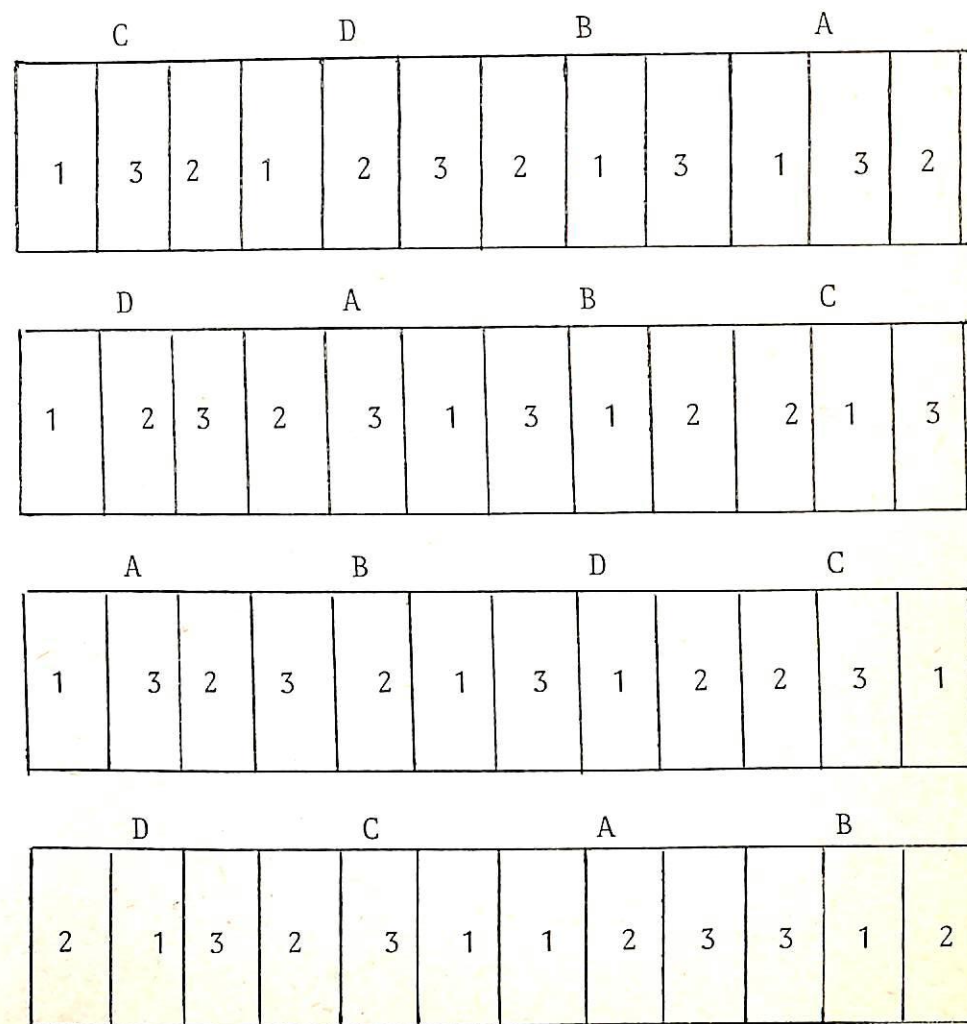 C D B A
1 3 2 1 2 3 2 1 3 1 3 2
D A B C
1 2 3 2 3 1 3 1 2 2 1 3
A B D C
1 3 2 3 2 1 3 1 2 2 3 1
D C A B
2 1 3 2 3 1 1 2 3 3 1 2